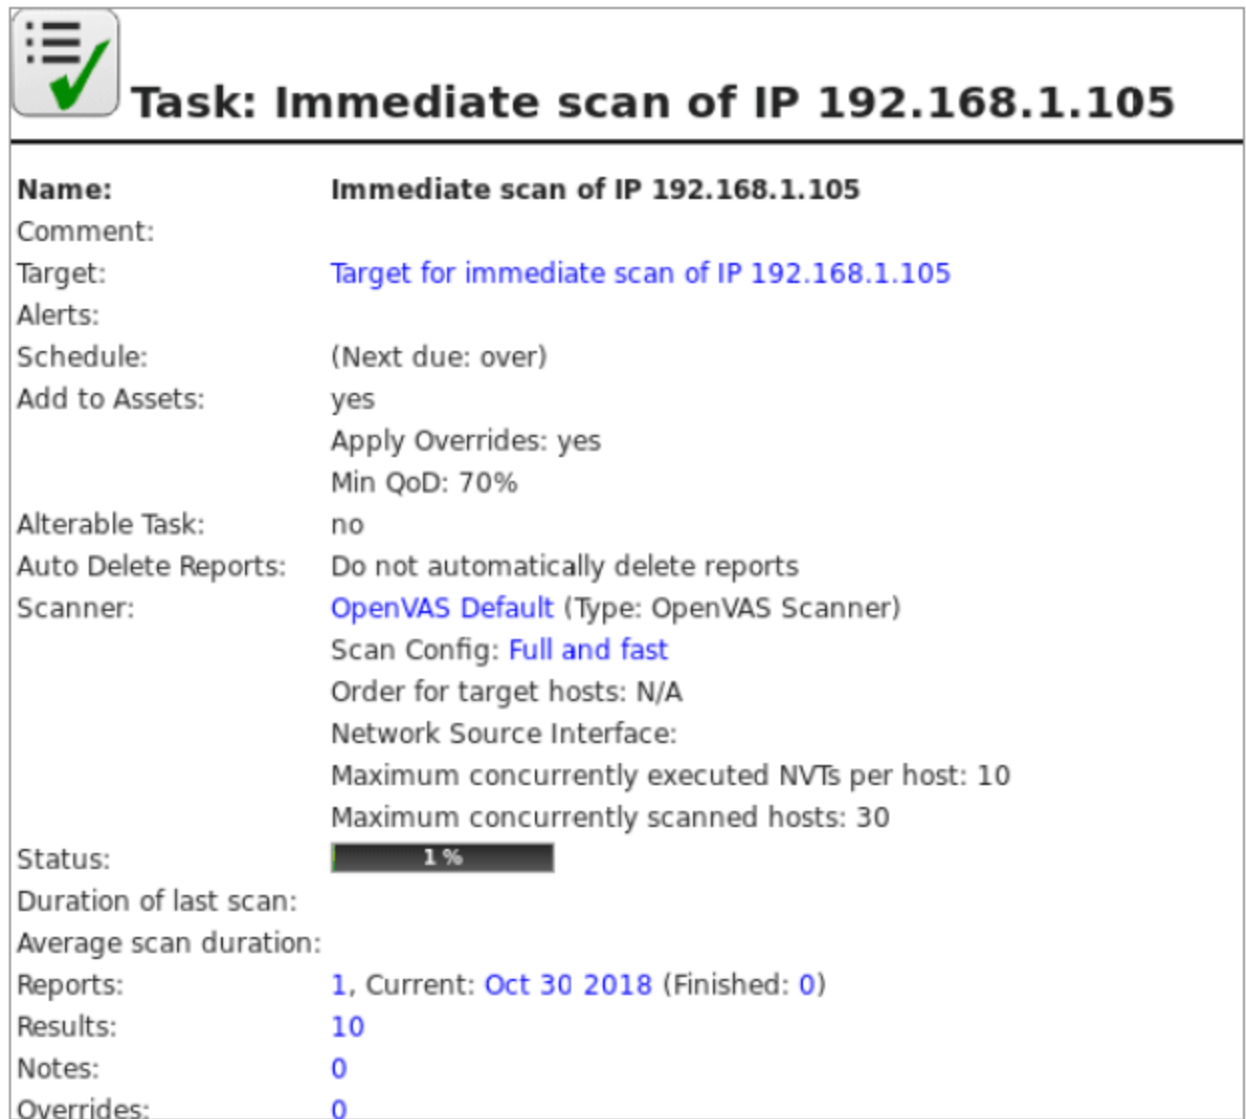 Task: Immediate scan of IP 192.168.1.105
Name: Immediate scan of IP 192.168.1.105
Comment:
Target: Target for immediate scan of IP 192.168.1.105
Alerts:
Schedule: (Next due: over)
Add to Assets: yes
Apply Overrides: yes
Min QoD: 70%
Alterable Task: no
Auto Delete Reports: Do not automatically delete reports
Scanner: OpenVAS Default (Type: OpenVAS Scanner)
Scan Config: Full and fast
Order for target hosts: N/A
Network Source Interface:
Maximum concurrently executed NVTs per host: 10
Maximum concurrently scanned hosts: 30
Status: 1 %
Duration of last scan:
Average scan duration:
Reports: 1, Current: Oct 30 2018 (Finished: 0)
Results: 10
Notes: 0
Overrides: 0